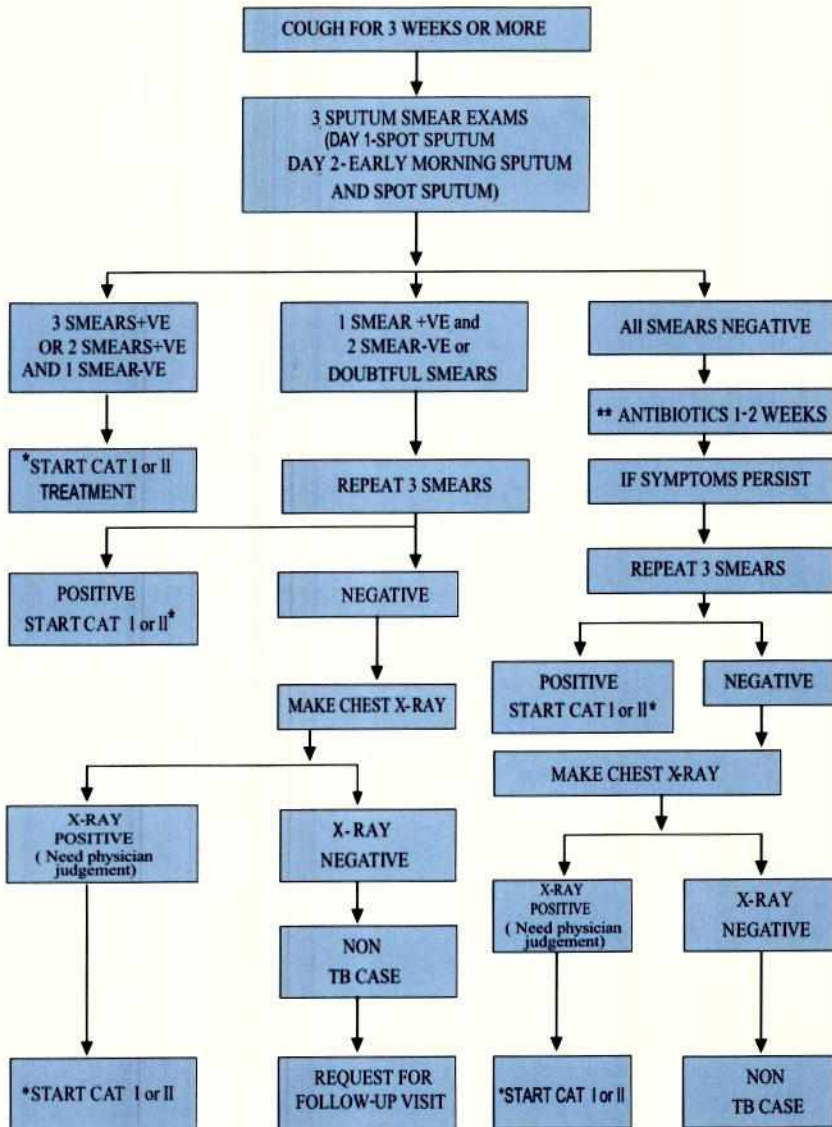 COUGH FOR 3 WEEKS OR MORE
3 SPUTUM SMEAR EXAMS
(DAY 1-SPOT SPUTUM
DAY 2- EARLY MORNING SPUTUM
AND SPOT SPUTUM)
3 SMEARS+VE
OR 2 SMEARS+VE
AND 1 SMEAR-VE
*START CAT I or II
TREATMENT
1 SMEAR +VE and
2 SMEAR-VE or
DOUBTFUL SMEARS
REPEAT 3 SMEARS
All SMEARS NEGATIVE
** ANTIBIOTICS 1-2 WEEKS
IF SYMPTOMS PERSIST
REPEAT 3 SMEARS
POSITIVE
START CAT I or II*
NEGATIVE
MAKE CHEST X-RAY
POSITIVE
START CAT I or II*
NEGATIVE
MAKE CHEST X-RAY
X-RAY
POSITIVE
( Need physician
judgement)
X-RAY
NEGATIVE
NON
TB CASE
*START CAT I or II
REQUEST FOR
FOLLOW-UP VISIT
X-RAY
POSITIVE
( Need physician
judgement)
X-RAY
NEGATIVE
*START CAT I or II
NON
TB CASE